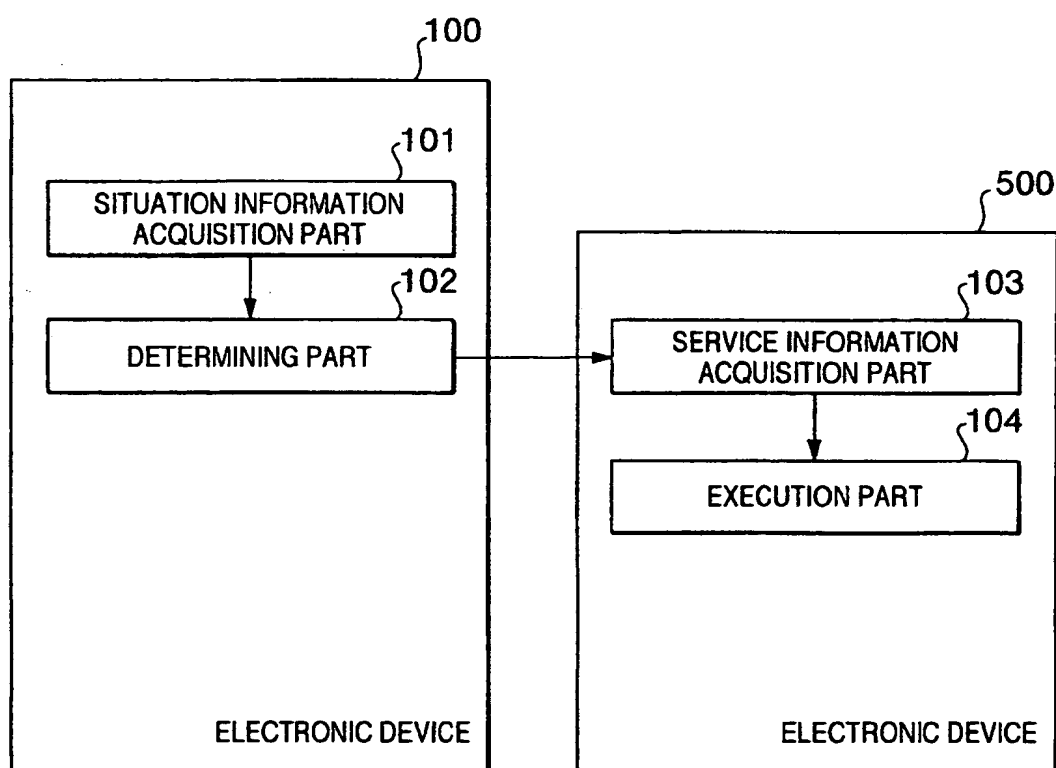 100
101
SITUATION INFORMATION
ACQUISITION PART
102
DETERMINING PART
ELECTRONIC DEVICE
500
103
SERVICE INFORMATION
ACQUISITION PART
104
EXECUTION PART
ELECTRONIC DEVICE